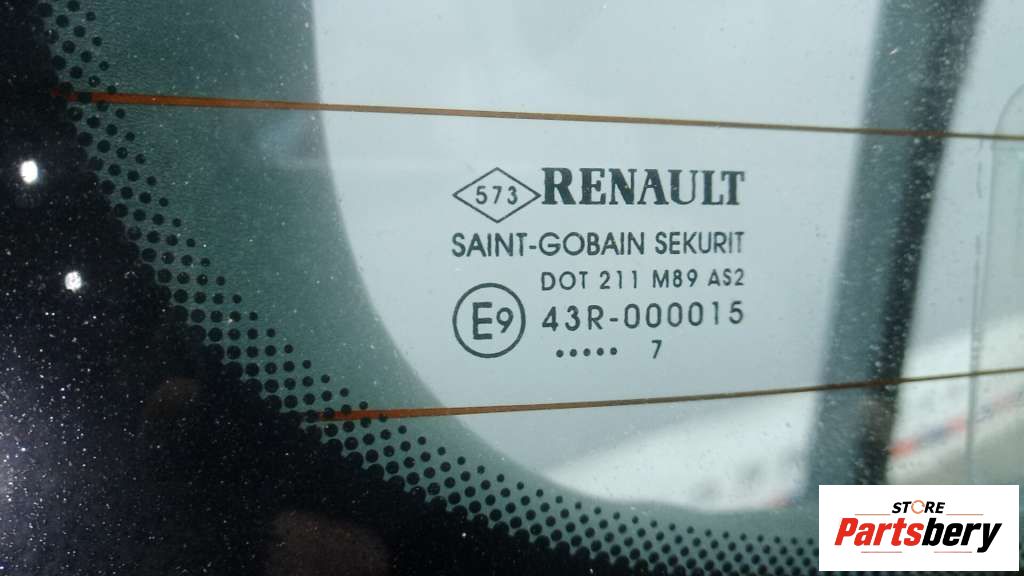 573 RENAULT
SAINT-GOBAIN SEKURIT
DOT 211 M89 AS2
E9 43R-000015
..... 7
STORE
Partsbery